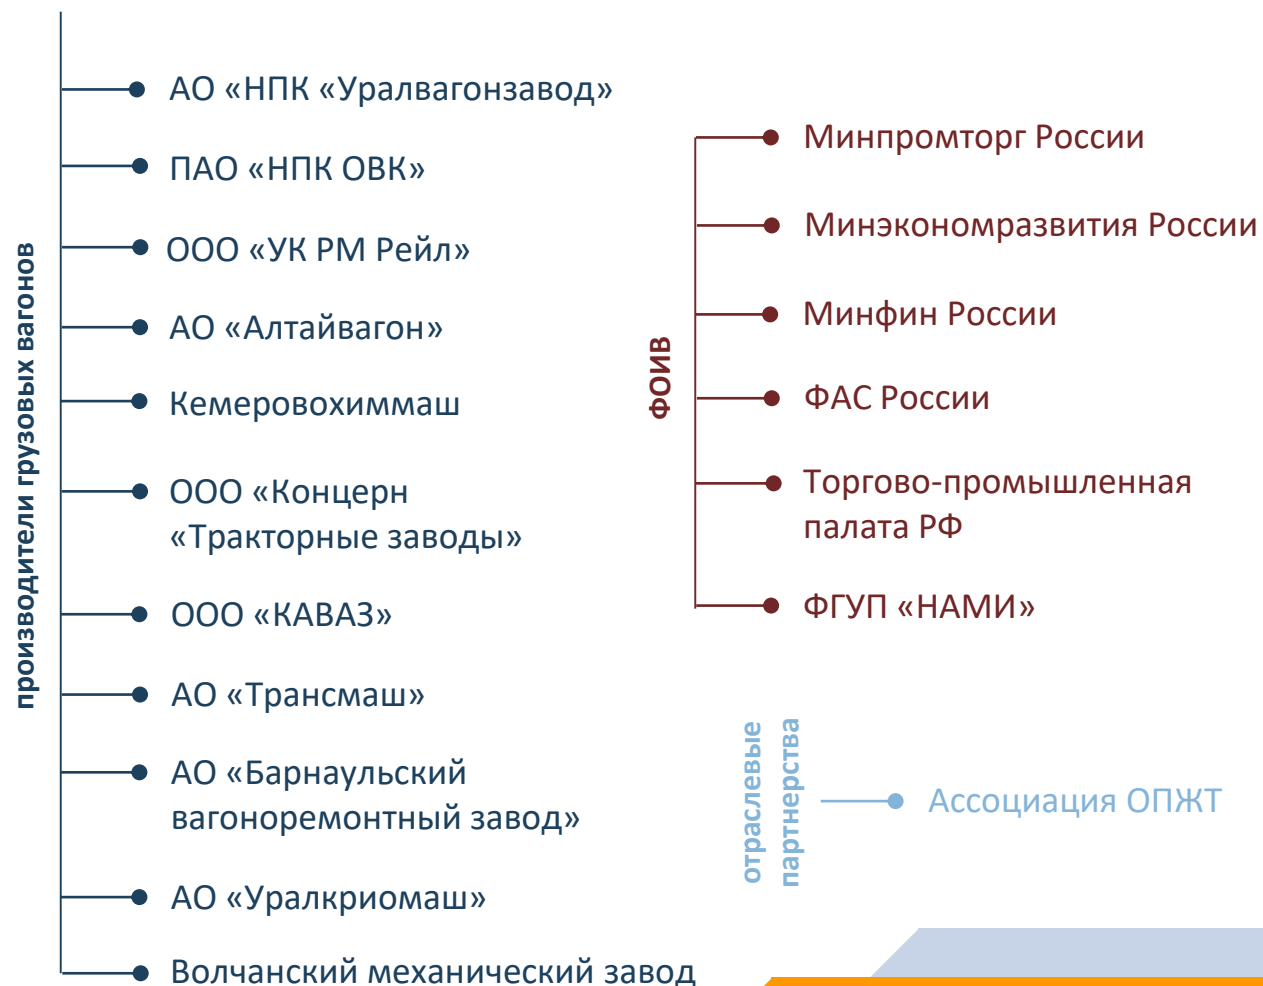 производители грузовых вагонов
АО «НПК «Уралвагонзавод»
ПАО «НПК ОВК»
ООО «УК РМ Рейл»
АО «Алтайвагон»
Кемеровохиммаш
ООО «Концерн
«Тракторные заводы»
ООО «КАВАЗ»
АО «Трансмаш»
АО «Барнаульский
вагоноремонтный завод»
АО «Уралкриомаш»
Волчанский механический завод
ФОИВ
Минпромторг России
Минэкономразвития России
Минфин России
ФАС России
Торгово-промышленная
палата РФ
ФГУП «НАМИ»
отраслевые
партнерства
Ассоциация ОПЖТ